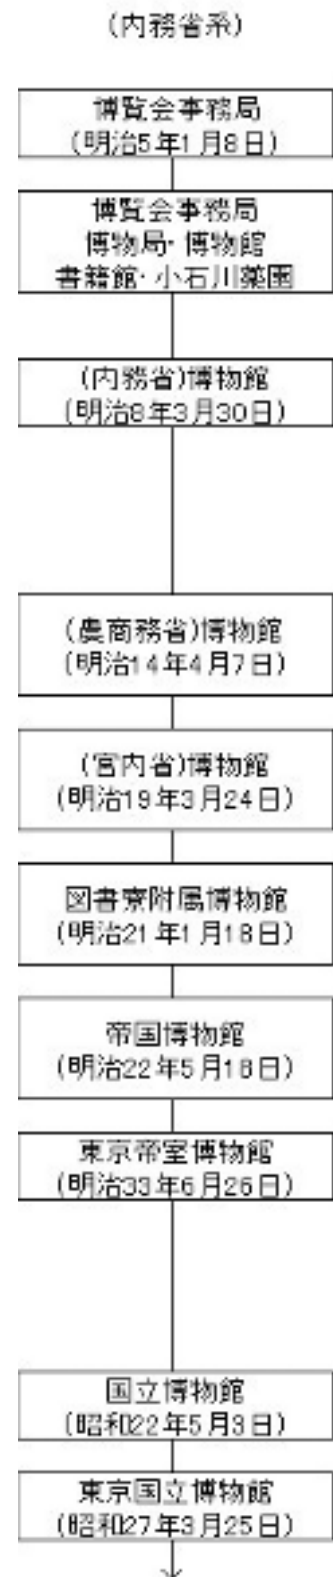 (内務省系)
博覧会事務局
(明治5年1月8日)
博覧会事務局
博物局・博物館
書籍館・小石川薬園
(内務省)博物館
(明治8年3月30日)
(農商務省)博物館
(明治14年4月7日)
(宮内省)博物館
(明治19年3月24日)
図書寮附属博物館
(明治21年1月18日)
帝国博物館
(明治22年5月18日)
東京帝室博物館
(明治33年6月26日)
国立博物館
(昭和22年5月3日)
東京国立博物館
(昭和27年3月25日)